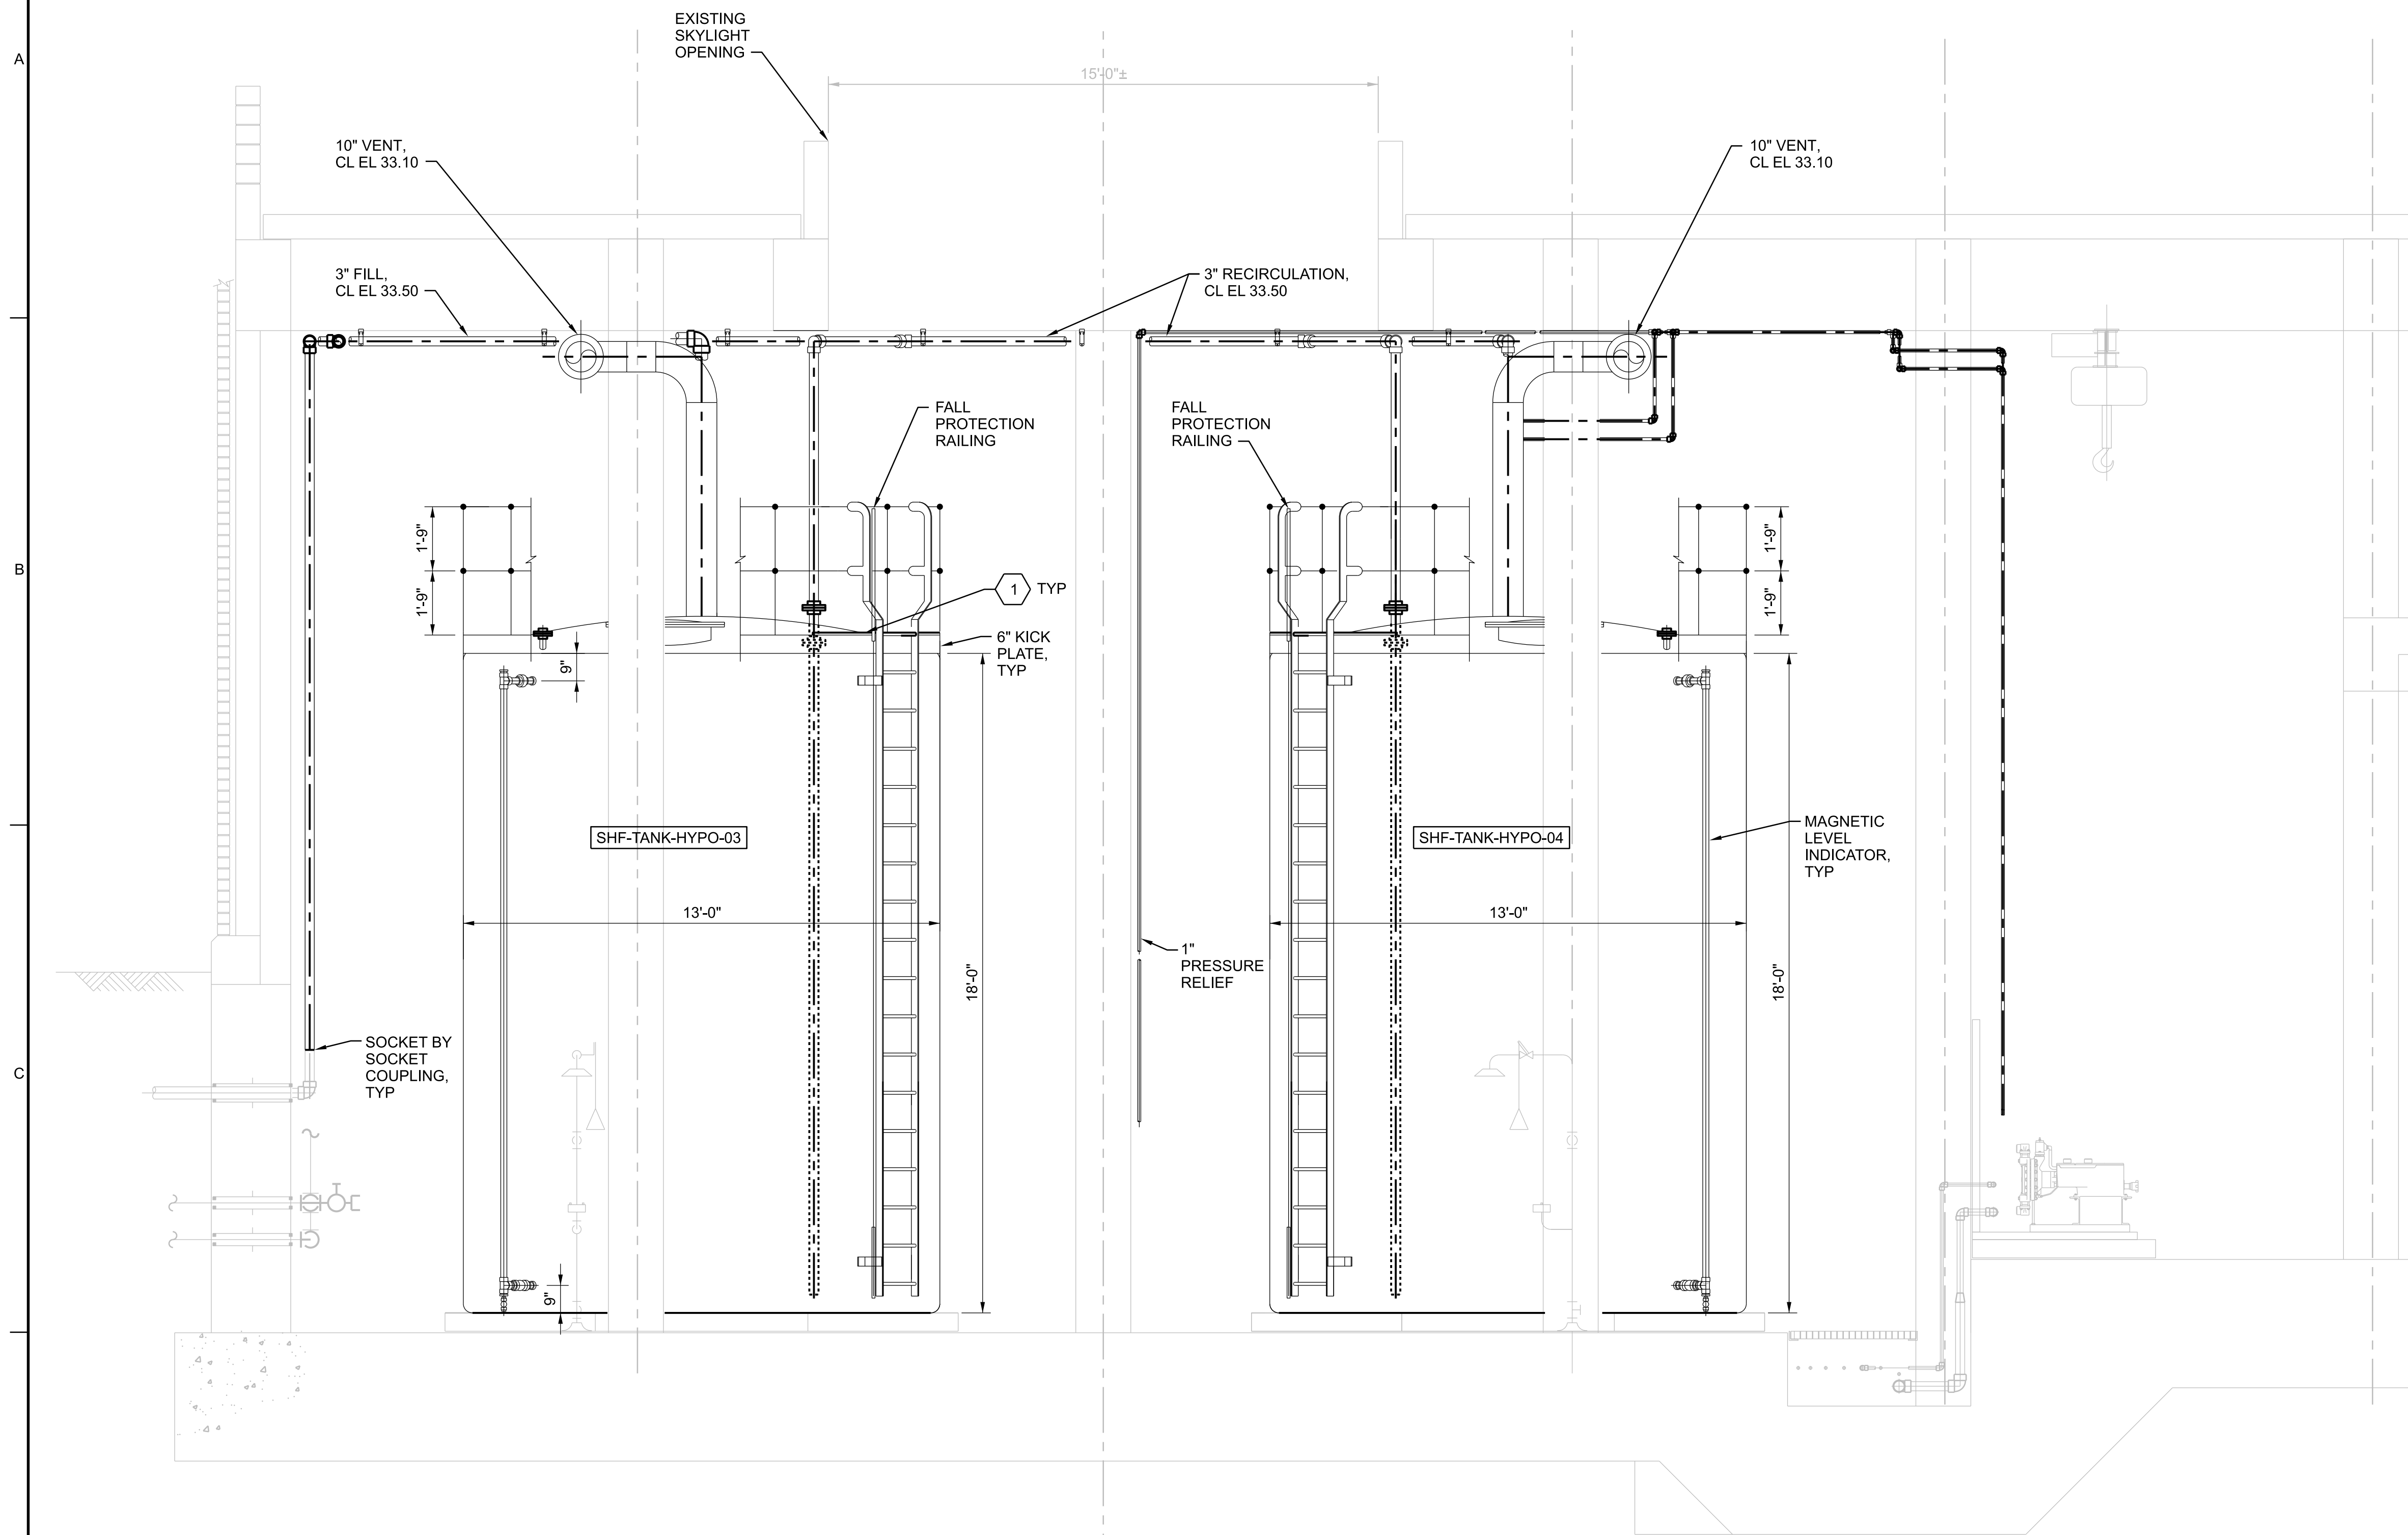 A
EXISTING
SKYLIGHT
OPENING
15'-0"±
10" VENT,
CL EL 33.10
10" VENT,
CL EL 33.10
3" FILL,
CL EL 33.50
3" RECIRCULATION,
CL EL 33.50
FALL
PROTECTION
RAILING
FALL
PROTECTION
RAILING
B
1'-9"
1'-9"
1'-9"
1'-9"
1 TYP
6" KICK
PLATE,
TYP
9"
SHF-TANK-HYPO-03
SHF-TANK-HYPO-04
MAGNETIC
LEVEL
INDICATOR,
TYP
13'-0"
13'-0"
1"
PRESSURE
RELIEF
18'-0"
18'-0"
SOCKET BY
SOCKET
COUPLING,
TYP
C
9"